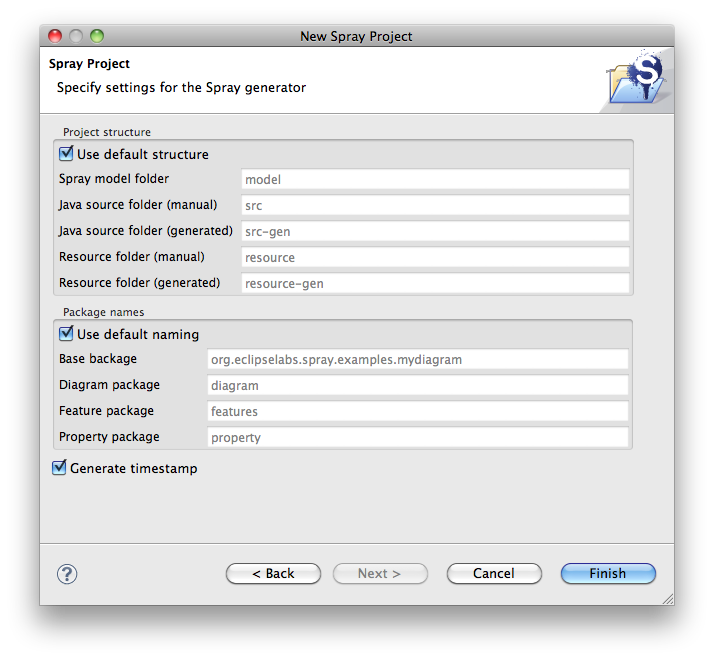 New Spray Project
Spray Project
Specify settings for the Spray generator
S
Project structure
Use default structure
Spray model folder model
Java source folder (manual) src
Java source folder (generated) src-gen
Resource folder (manual) resource
Resource folder (generated) resource-gen
Package names
Use default naming
Base backage org.eclipselabs.spray.examples.mydiagram
Diagram package diagram
Feature package features
Property package property
Generate timestamp
? < Back Next > Cancel Finish